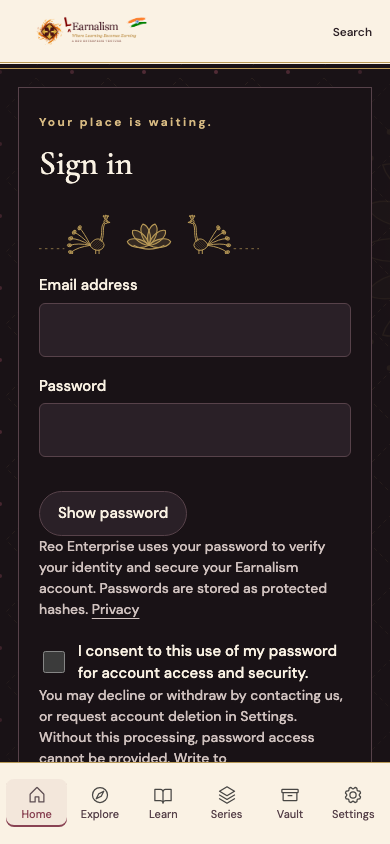 Earnalism
Where Learning Becomes Earning
Search
Your place is waiting.
Sign in
Email address
Password
Show password
Reo Enterprise uses your password to verify
your identity and secure your Earnalism
account. Passwords are stored as protected
hashes. Privacy
I consent to this use of my password
for account access and security.
You may decline or withdraw by contacting us,
or request account deletion in Settings.
Without this processing, password access
cannot be provided. Write to
Home
Explore
Learn
Series
Vault
Settings